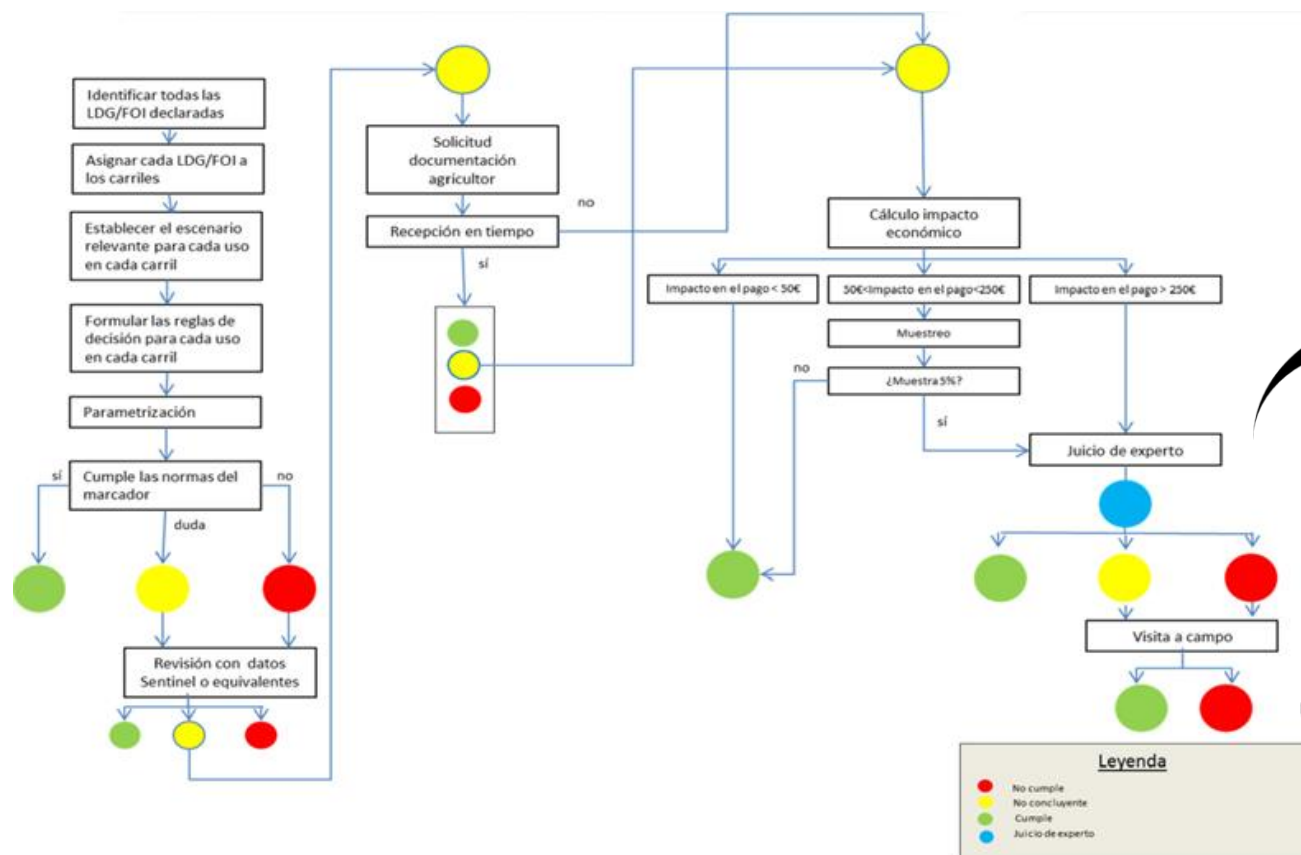 Identificar todas las
LDG/FOI declaradas
Asignar cada LDG/FOI a
los carriles
Establecer el escenario
relevante para cada uso
en cada carril
Formular las reglas de
decisión para cada uso
en cada carril
Parametrización
Cumple las normas del
marcador
sí
no
duda
Revisión con datos
Sentinel o equivalentes
Solicitud
documentación
agricultor
no
Recepción en tiempo
sí
Cálculo impacto
económico
Impacto en el pago < 50€
50€<Impacto en el pago<250€
Impacto en el pago > 250€
Muestreo
no
¿Muestra 5%?
sí
Juicio de experto
Visita a campo
Leyenda
No cumple
No concluyente
Cumple
Juicio de experto